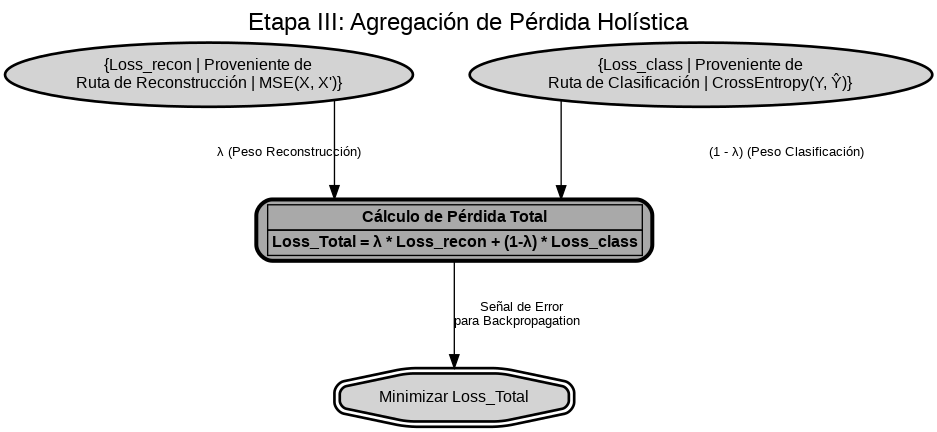 Etapa III: Agregación de Pérdida Holística
{Loss_recon | Proveniente de
Ruta de Reconstrucción | MSE(X, X')}
{Loss_class | Proveniente de
Ruta de Clasificación | CrossEntropy(Y, Ŷ)}
λ (Peso Reconstrucción)
(1 - λ) (Peso Clasificación)
Cálculo de Pérdida Total
Loss_Total = λ * Loss_recon + (1-λ) * Loss_class
Señal de Error
para Backpropagation
Minimizar Loss_Total